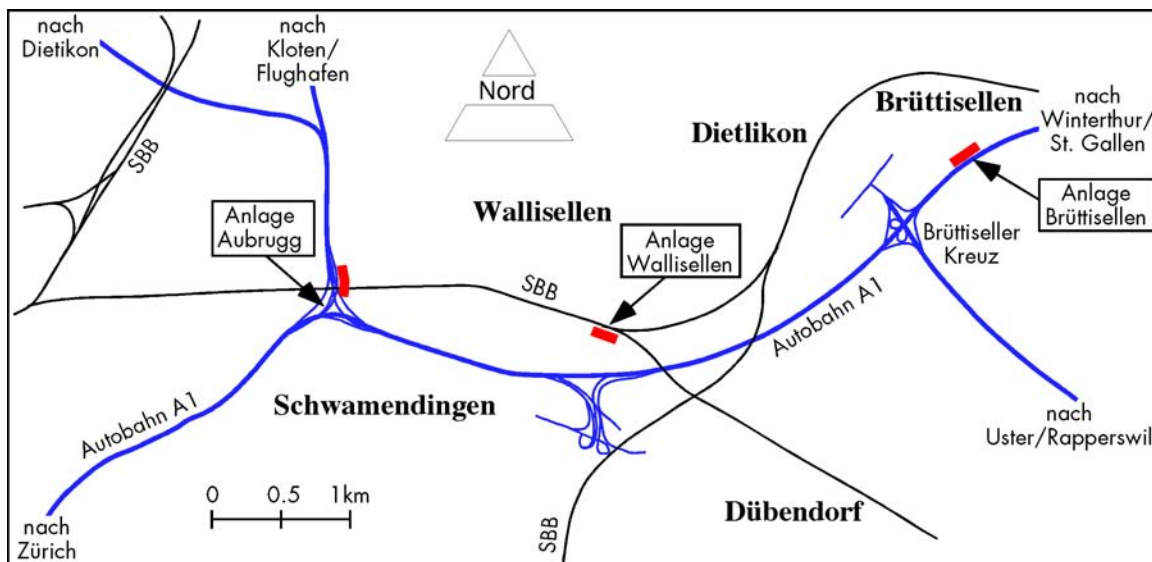 nach
Dietikon
nach
Kloten/
Flughafen
Nord
Brüttisellen
nach
Winterthur/
St. Gallen
Dietlikon
SBB
Anlage
Brüttisellen
Wallisellen
Anlage
Aubrugg
Anlage
Wallisellen
Brüttiseller
Kreuz
SBB
Autobahn A1
Schwamendingen
Autobahn A1
nach
Uster/Rapperswil
0 0.5 1km
Dübendorf
SBB
nach
Zürich